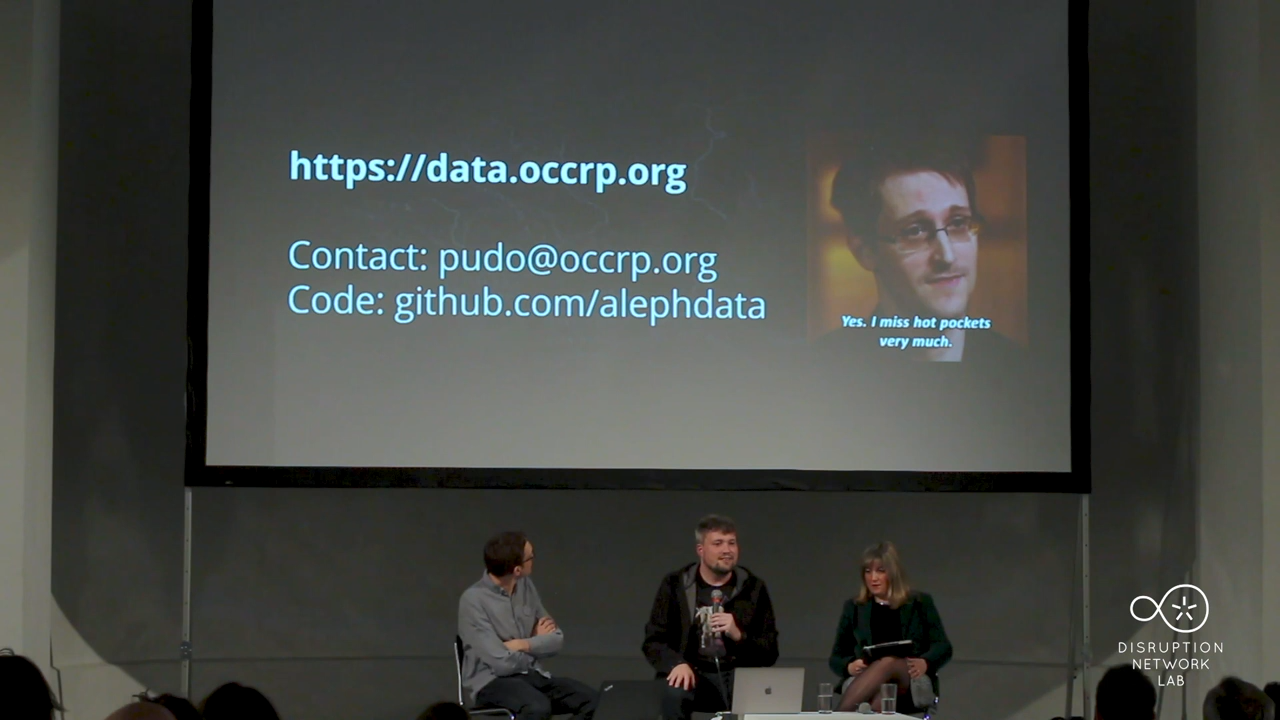 https://data.occrp.org
Contact: pudo@occrp.org
Code: github.com/alephdata
Yes. I miss hot pockets
very much.
DISRUPTION
NETWORK
LAB